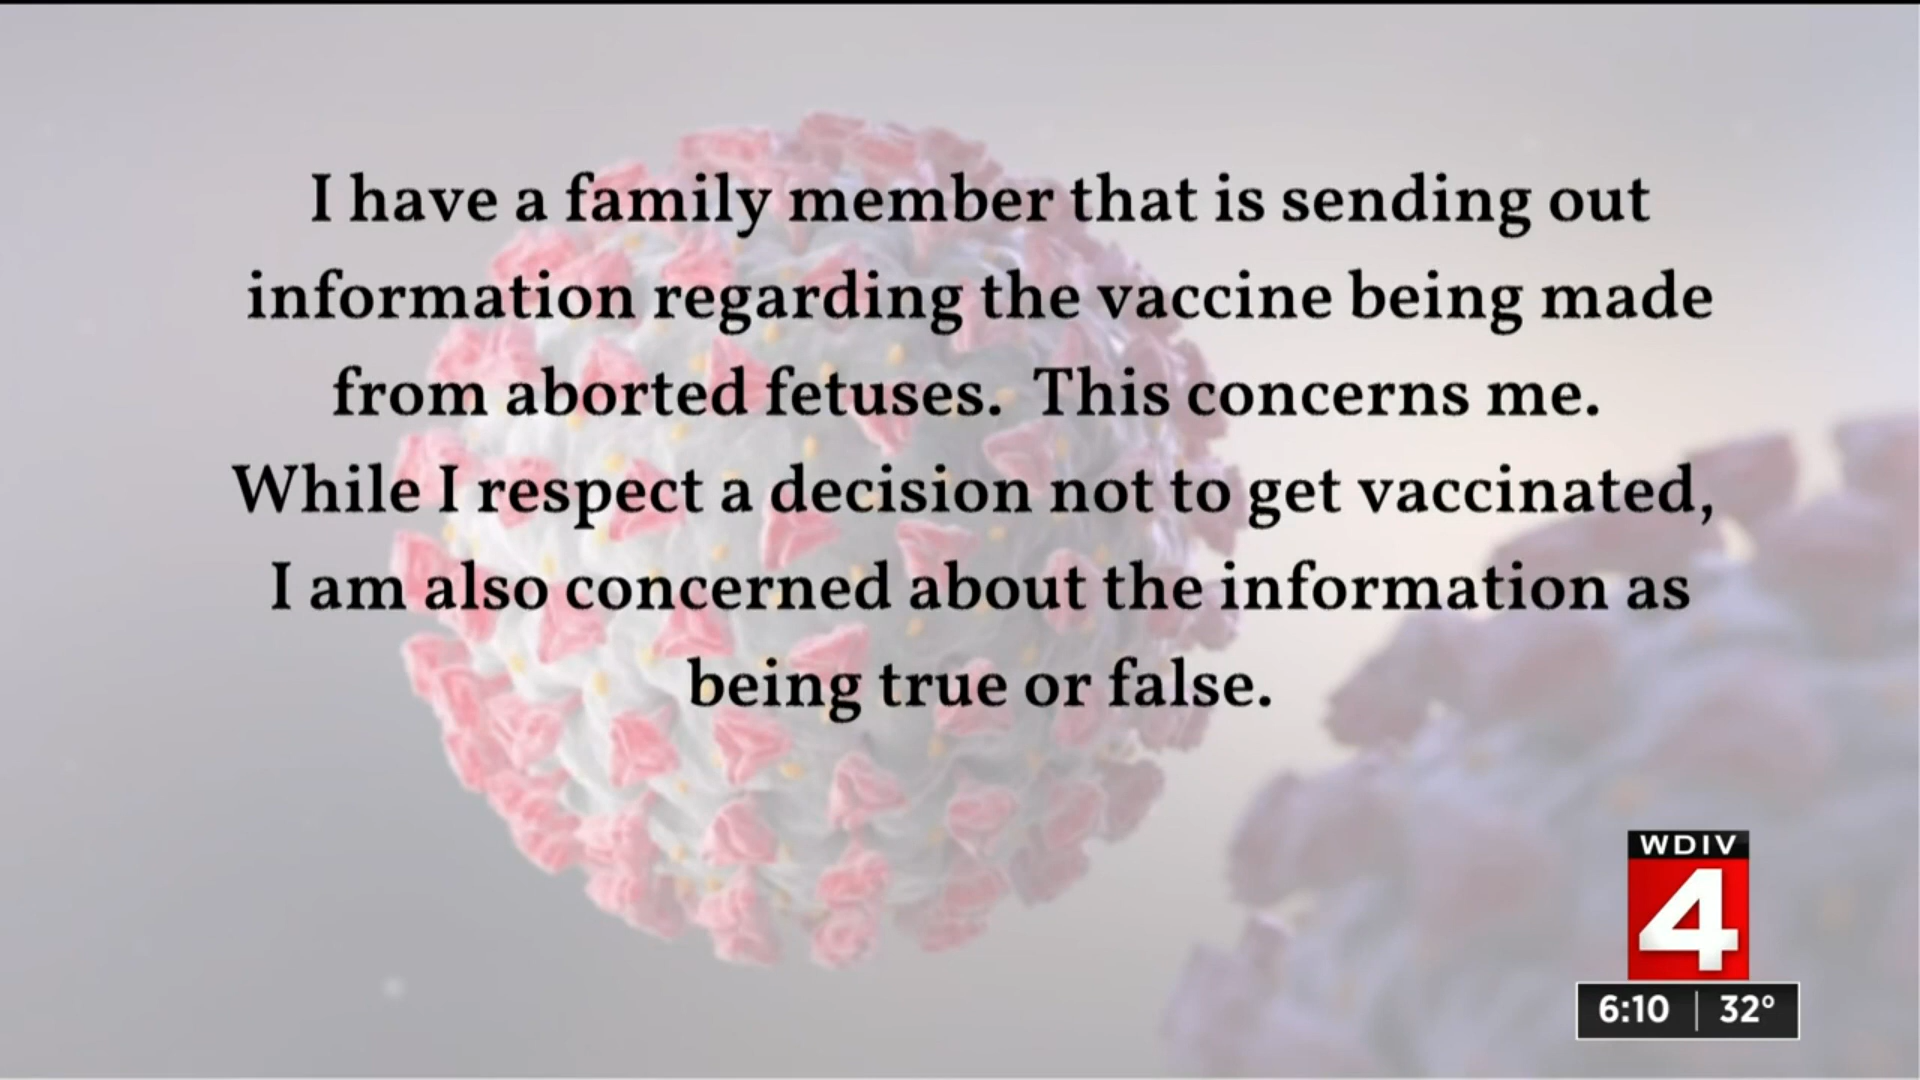 I have a family member that is sending out
information regarding the vaccine being made
from aborted fetuses.  This concerns me.
While I respect a decision not to get vaccinated,
I am also concerned about the information as
being true or false.
WDIV
4
6:10 | 32°